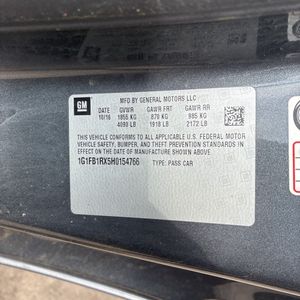 GM
MFD BY GENERAL MOTORS LLC
DATE GVWR GAWR FRT GAWR RR
10/16 1855 KG 870 KG 985 KG
4090 LB 1918 LB 2172 LB
THIS VEHICLE CONFORMS TO ALL APPLICABLE U.S. FEDERAL MOTOR
VEHICLE SAFETY, BUMPER, AND THEFT PREVENTION STANDARDS
IN EFFECT ON THE DATE OF MANUFACTURE SHOWN ABOVE.
1G1FB1RX5H0154766
TYPE: PASS CAR